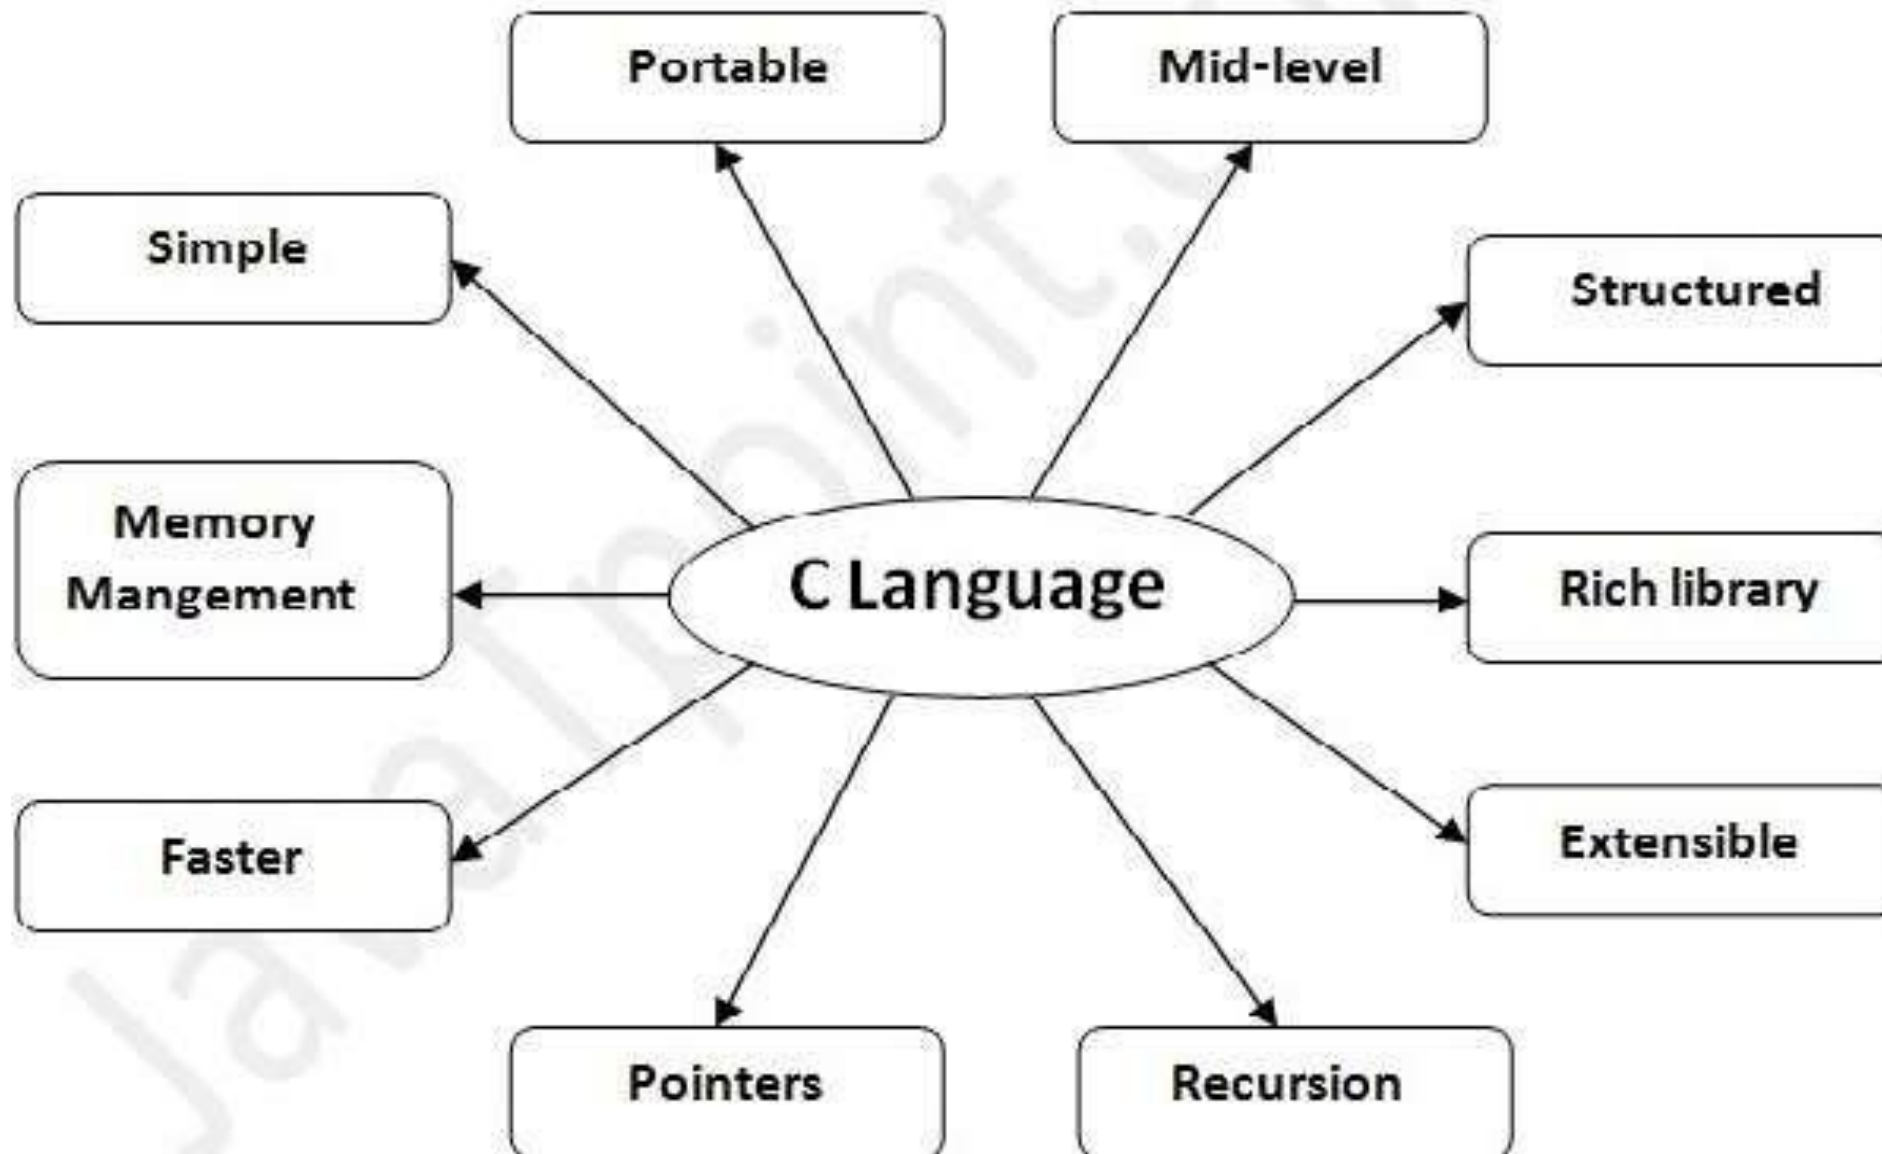 Portable
Mid-level
Simple
Structured
Memory
Mangement
C Language
Rich library
Faster
Extensible
Pointers
Recursion